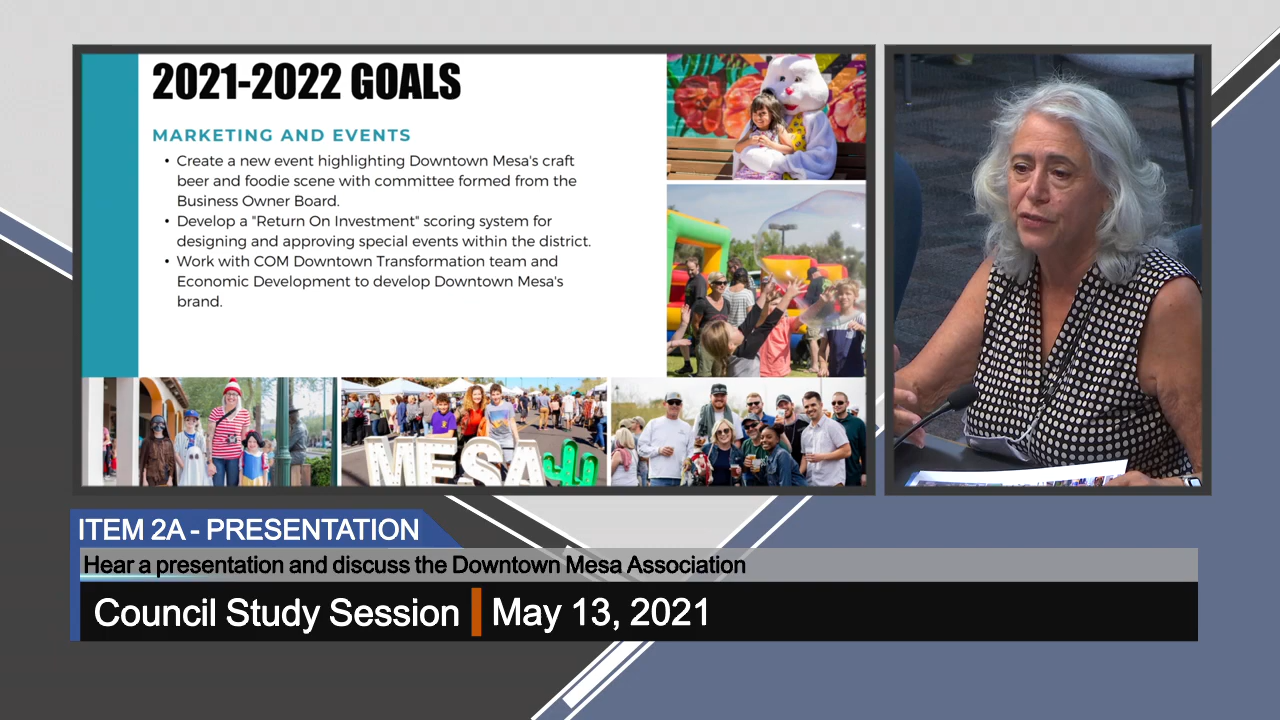 2021-2022 GOALS
MARKETING AND EVENTS
• Create a new event highlighting Downtown Mesa's craft
beer and foodie scene with committee formed from the
Business Owner Board.
• Develop a "Return On Investment" scoring system for
designing and approving special events within the district.
• Work with COM Downtown Transformation team and
Economic Development to develop Downtown Mesa's
brand.
MESA
ITEM 2A - PRESENTATION
Hear a presentation and discuss the Downtown Mesa Association
Council Study Session
May 13, 2021